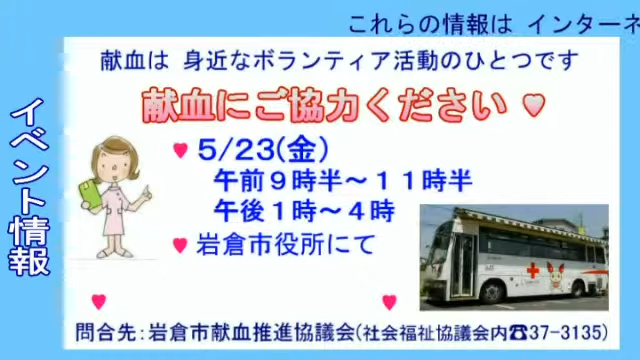 これらの情報は インターネ
イベント情報
献血は 身近なボランティア活動のひとつです
献血にご協力ください ♥
♥ 5/23(金)
午前9時半～11時半
午後1時～4時
♥ 岩倉市役所にて
♥ ♥
問合先:岩倉市献血推進協議会(社会福祉協議会内☎37-3135)